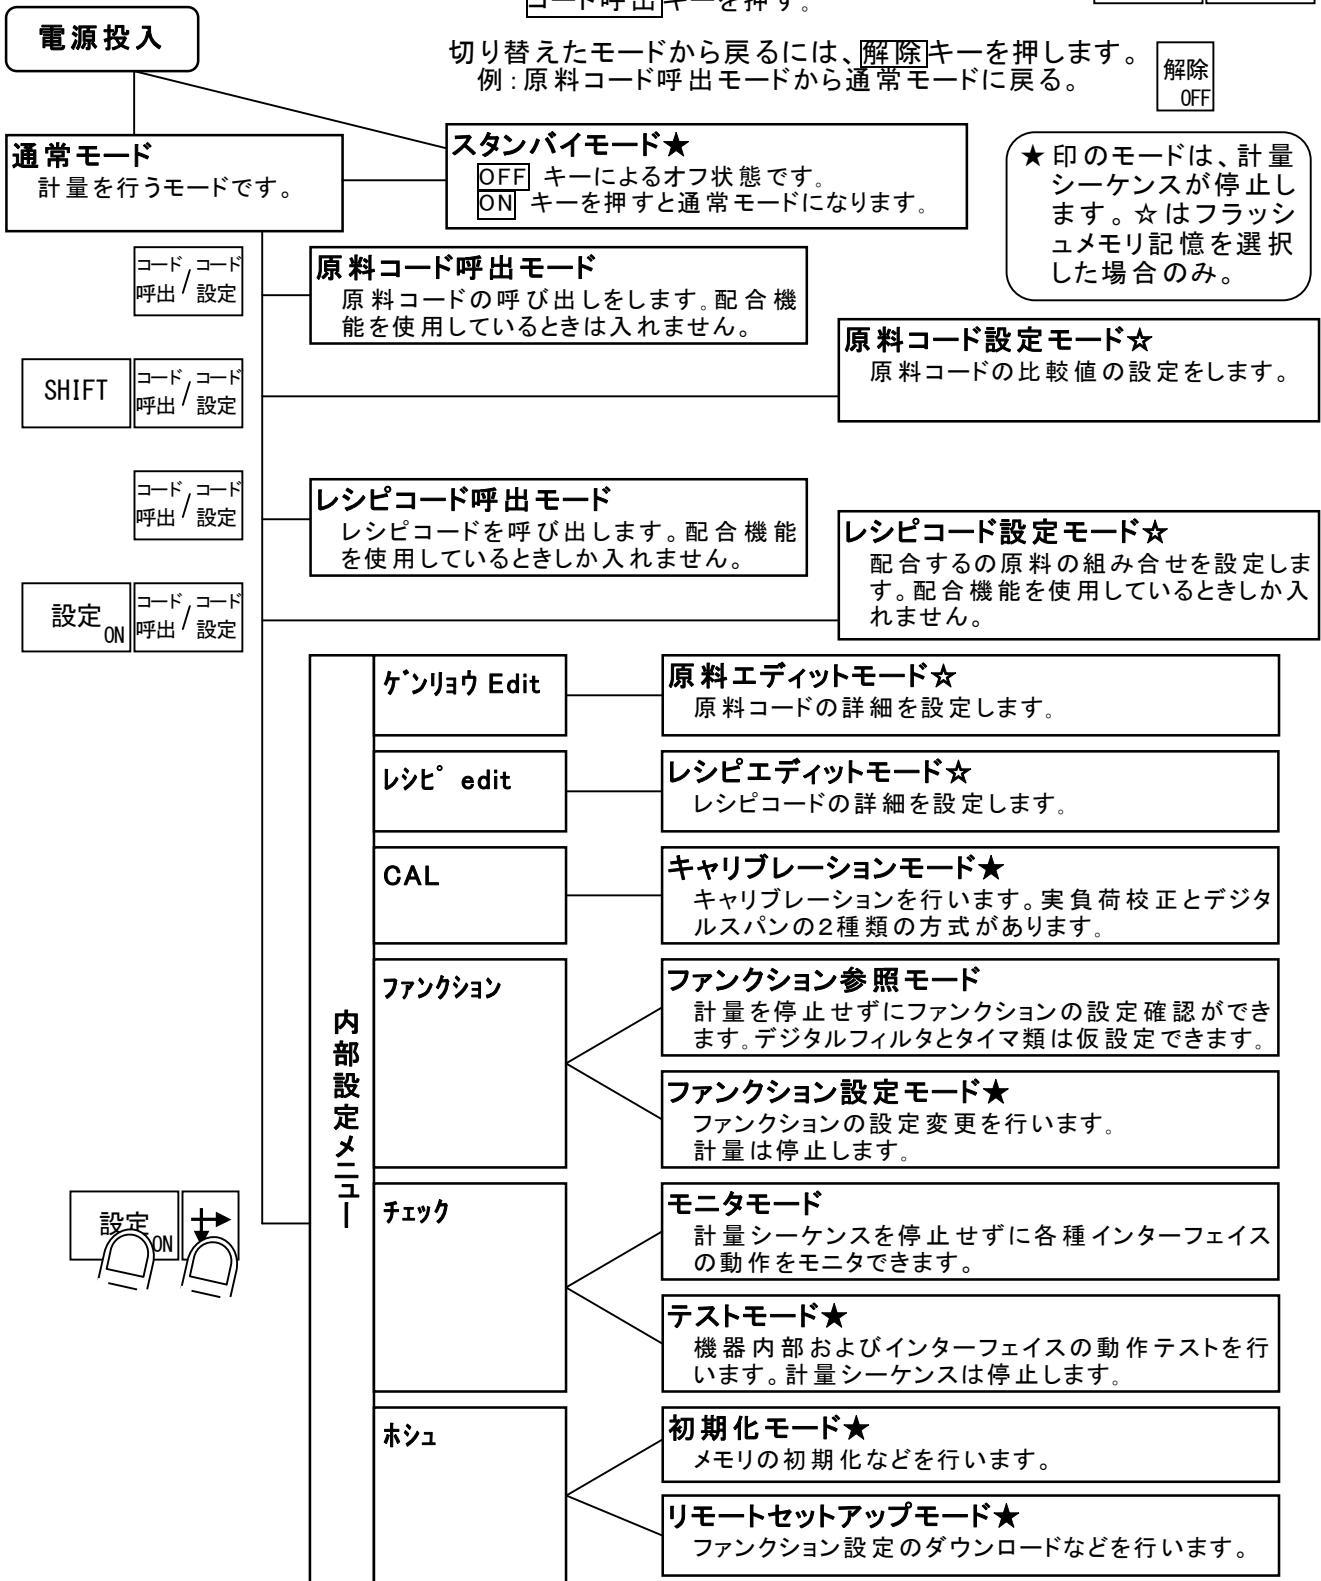 コード呼出キーを押す。
電源投入
切り替えたモードから戻るには、解除キーを押します。
例:原料コード呼出モードから通常モードに戻る。
解除
OFF
通常モード
計量を行うモードです。
スタンバイモード★
OFF キーによるオフ状態です。
ON キーを押すと通常モードになります。
★印のモードは、計量
シーケンスが停止し
ます。☆はフラッシ
ュメモリ記憶を選択
した場合のみ。
コード/コード
呼出 設定
原料コード呼出モード
原料コードの呼び出しをします。配合機
能を使用しているときは入れません。
原料コード設定モード☆
原料コードの比較値の設定をします。
SHIFT
コード/コード
呼出 設定
コード/コード
呼出 設定
レシピコード呼出モード
レシピコードを呼び出します。配合機能
を使用しているときしか入れません。
レシピコード設定モード☆
配合するの原料の組み合せを設定しま
す。配合機能を使用しているときしか入
れません。
設定 ON
コード/コード
呼出 設定
内部設定メニュー
ゲンリョウ Edit
原料エディットモード☆
原料コードの詳細を設定します。
レシピ edit
レシピエディットモード☆
レシピコードの詳細を設定します。
CAL
キャリブレーションモード★
キャリブレーションを行います。実負荷校正とデジタ
ルスパンの2種類の方式があります。
ファンクション
ファンクション参照モード
計量を停止せずにファンクションの設定確認ができ
ます。デジタルフィルタとタイマ類は仮設定できます。
ファンクション設定モード★
ファンクションの設定変更を行います。
計量は停止します。
設定 ON
チェック
モニタモード
計量シーケンスを停止せずに各種インターフェイス
の動作をモニタできます。
テストモード★
機器内部およびインターフェイスの動作テストを行
います。計量シーケンスは停止します。
ホシュ
初期化モード★
メモリの初期化などを行います。
リモートセットアップモード★
ファンクション設定のダウンロードなどを行います。